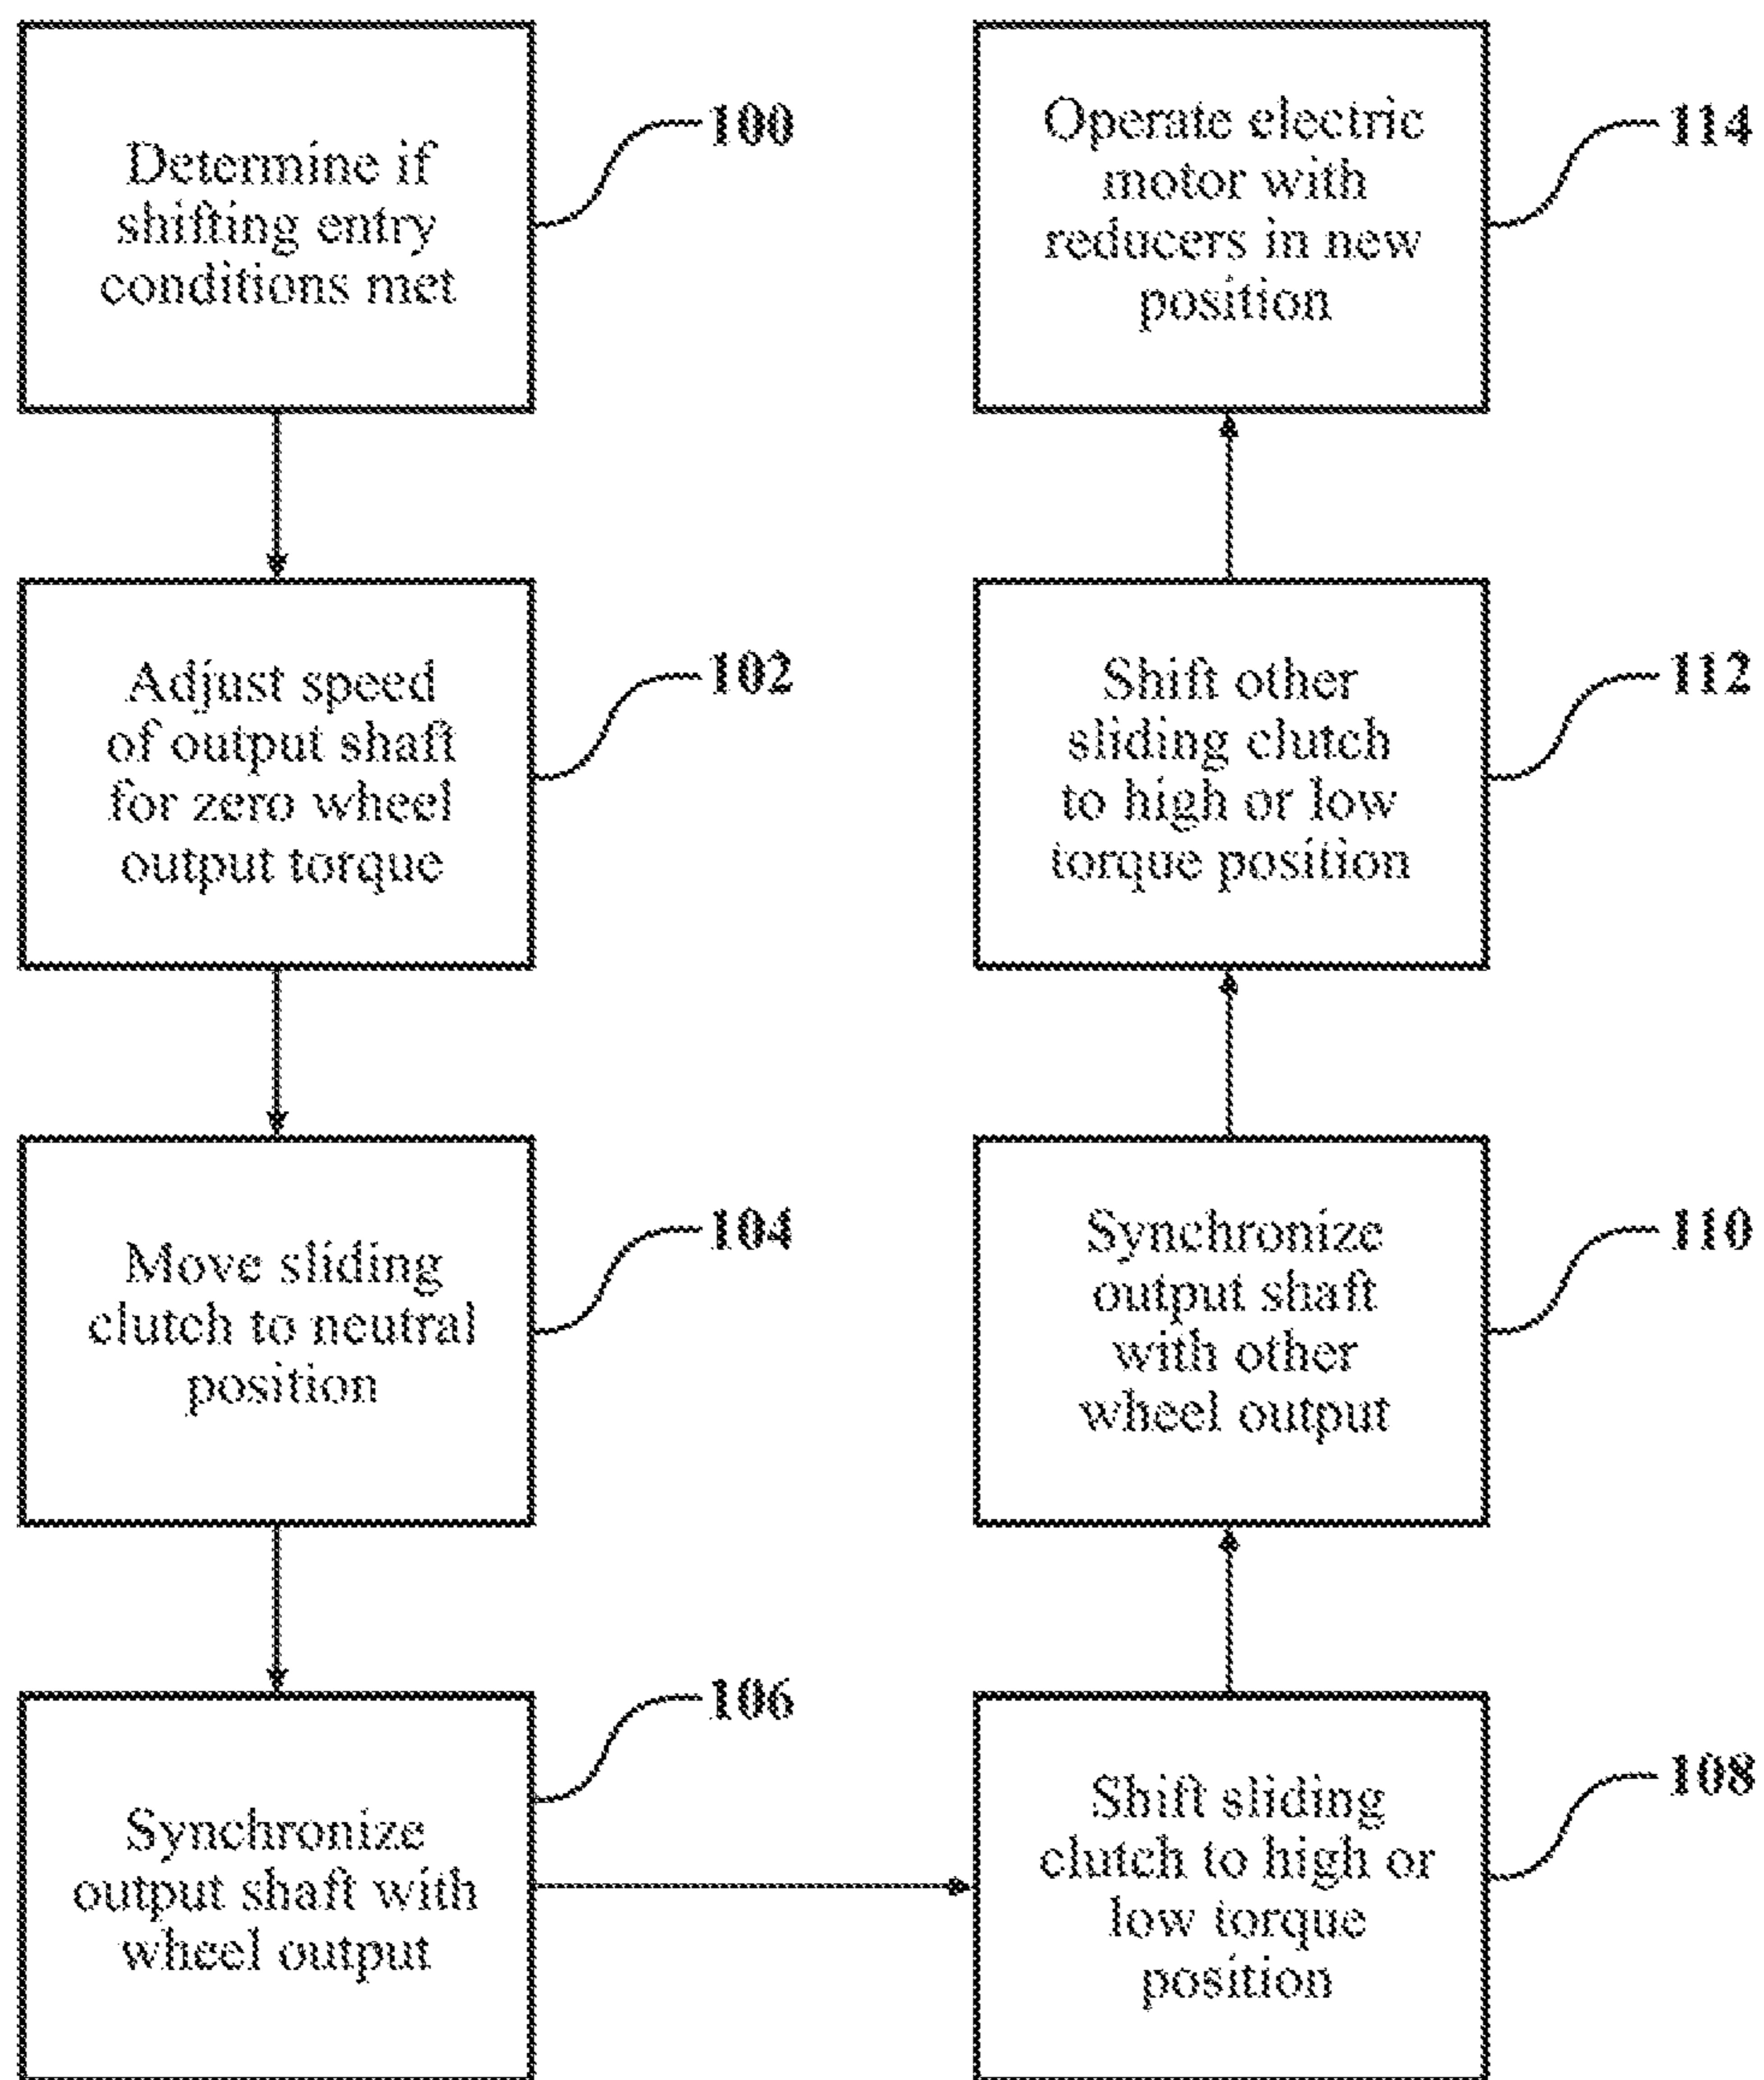 Determine if
shifting entry
conditions met
100
Adjust speed
of output shaft
for zero wheel
output torque
102
Move sliding
clutch to neutral
position
104
Synchronize
output shaft with
wheel output
106
Shift sliding
clutch to high or
low torque
position
108
Synchronize
output shaft
with other
wheel output
110
Shift other
sliding clutch
to high or low
torque position
112
Operate electric
motor with
reducers in new
position
114